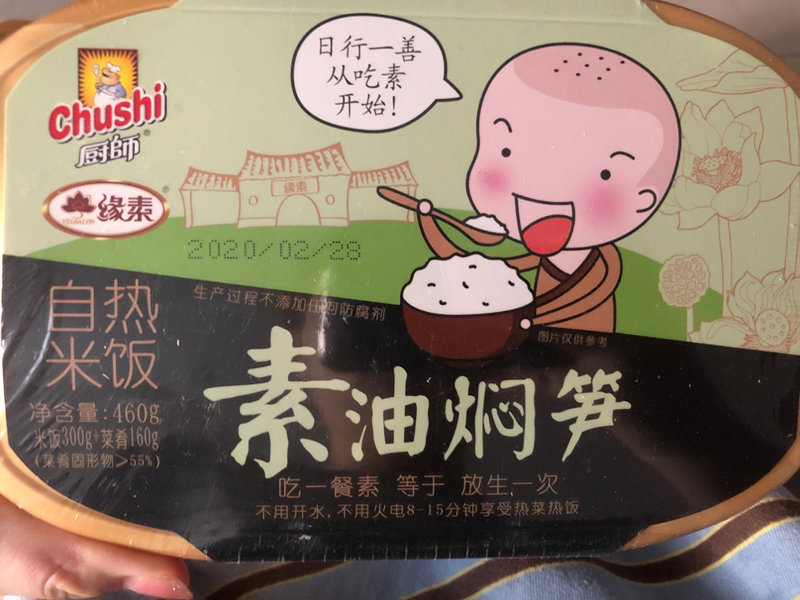 日行一善
从吃素
开始!
Chushi
厨師®
缘素®
YEUSALON
缘素
2020/02/28
生产过程不添加任何防腐剂
自热
米饭
图片仅供参考
净含量:460g
米饭300g+菜肴160g
(菜肴固形物≥55%)
素油焖笋
吃一餐素 等于 放生一次
不用开水,不用火电8-15分钟享受热菜热饭